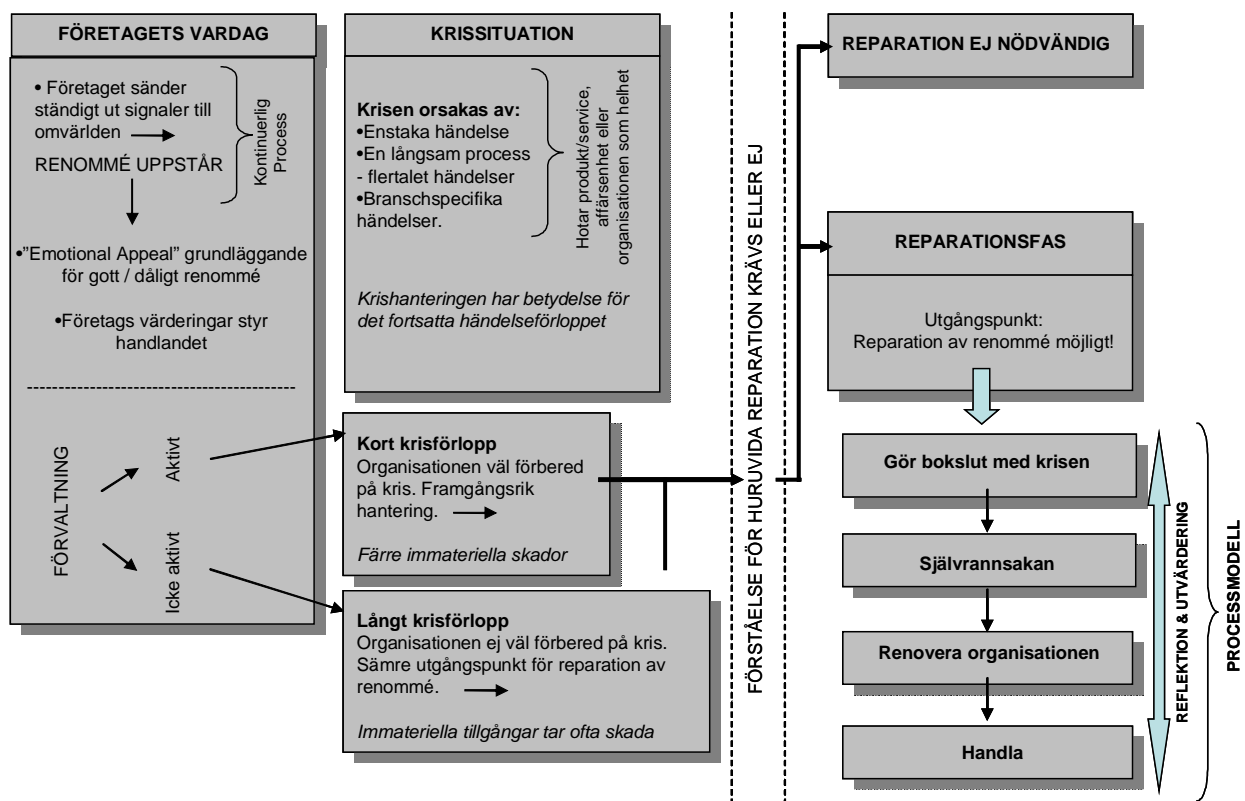 FÖRETAGETS VARDAG
• Företaget sänder
ständigt ut signaler till
omvärlden
RENOMMÉ UPPSTÅR
Kontinuerlig
Process
•"Emotional Appeal" grundläggande
för gott / dåligt renommé
•Företags värderingar styr
handlandet
FÖRVALTNING
Aktivt
Icke aktivt
KRISSITUATION
Krisen orsakas av:
•Enstaka händelse
•En långsam process
- flertalet händelser
•Branschspecifika
händelser.
Hotar produkt/service,
affärsenhet eller
organisationen som helhet
Krishanteringen har betydelse för
det fortsatta händelseförloppet
Kort krisförlopp
Organisationen väl förbered
på kris. Framgångsrik
hantering.
Färre immateriella skador
Långt krisförlopp
Organisationen ej väl förbered på kris.
Sämre utgångspunkt för reparation av
renommé.
Immateriella tillgångar tar ofta skada
FÖRSTÅELSE FÖR HURUVIDA REPARATION KRÄVS ELLER EJ
REPARATION EJ NÖDVÄNDIG
REPARATIONSFAS
Utgångspunkt:
Reparation av renommé möjligt!
Gör bokslut med krisen
Självrannsakan
Renovera organisationen
Handla
REFLEKTION & UTVÄRDERING
PROCESSMODELL